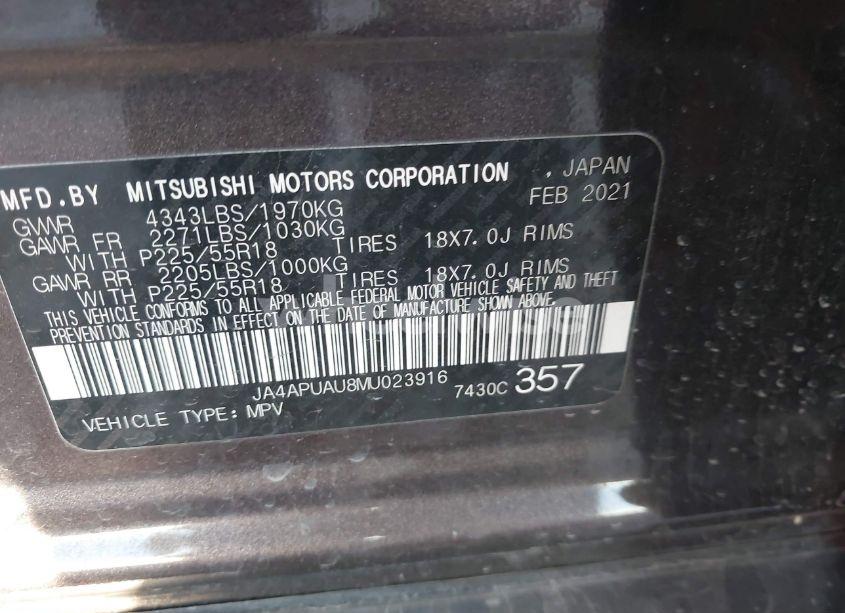 MFD.BY MITSUBISHI MOTORS CORPORATION , JAPAN
FEB 2021
GVWR 4343LBS/1970KG
GAWR FR 2271LBS/1030KG
WITH P225/55R18 TIRES 18X7.0J RIMS
GAWR RR 2205LBS/1000KG
WITH P225/55R18 TIRES 18X7.0J RIMS
THIS VEHICLE CONFORMS TO ALL APPLICABLE FEDERAL MOTOR VEHICLE SAFETY AND THEFT
PREVENTION STANDARDS IN EFFECT ON THE DATE OF MANUFACTURE SHOWN ABOVE.
JA4APUAU8MU023916 7430C 357
VEHICLE TYPE: MPV